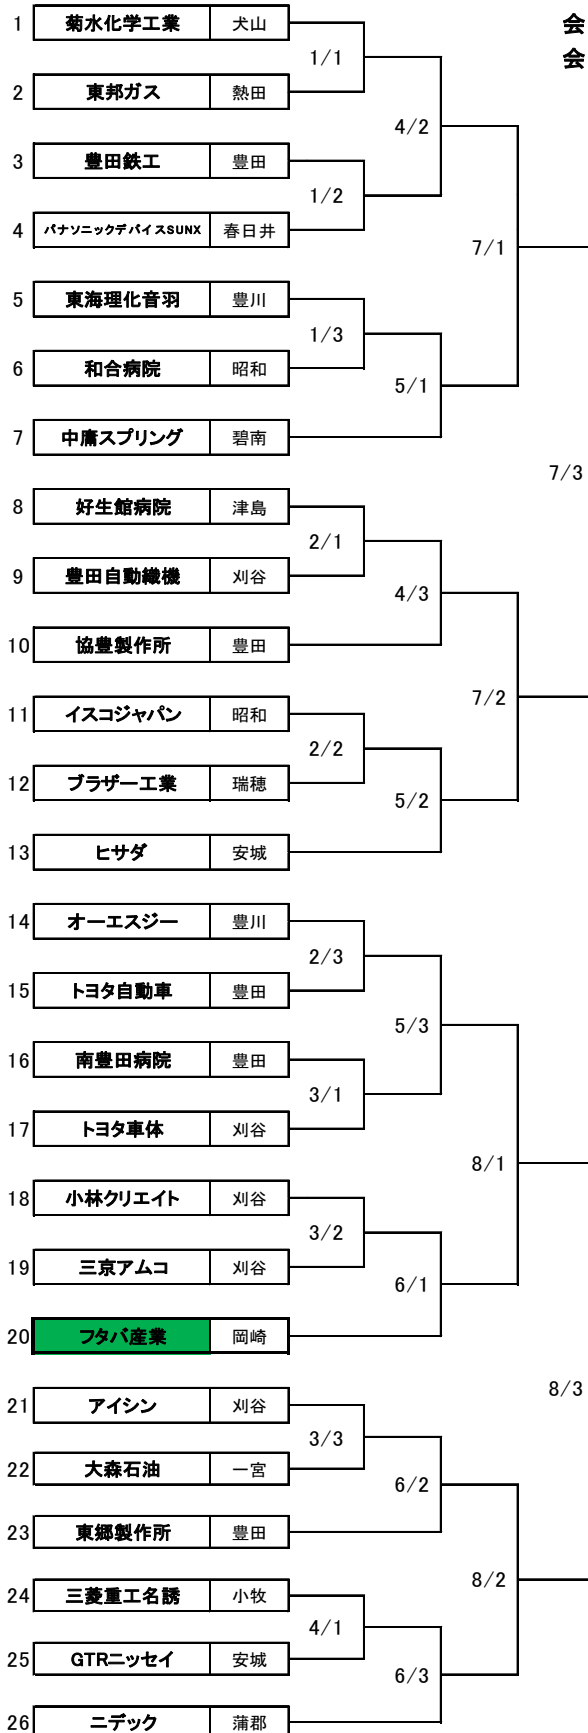 会
会
1 菊水化学工業 犬山
1/1
2 東邦ガス 熱田
4/2
3 豊田鉄工 豊田
1/2
4 パナソニックデバイスSUNX 春日井
7/1
5 東海理化音羽 豊川
1/3
6 和合病院 昭和
5/1
7 中庸スプリング 碧南
7/3
8 好生館病院 津島
2/1
9 豊田自動織機 刈谷
4/3
10 協豊製作所 豊田
7/2
11 イスコジャパン 昭和
2/2
12 ブラザー工業 瑞穂
5/2
13 ヒサダ 安城
14 オーエスジー 豊川
2/3
15 トヨタ自動車 豊田
5/3
16 南豊田病院 豊田
3/1
17 トヨタ車体 刈谷
8/1
18 小林クリエイト 刈谷
3/2
19 三京アムコ 刈谷
6/1
20 フタバ産業 岡崎
8/3
21 アイシン 刈谷
3/3
22 大森石油 一宮
6/2
23 東郷製作所 豊田
8/2
24 三菱重工名誘 小牧
4/1
25 GTRニッセイ 安城
6/3
26 ニデック 蒲郡